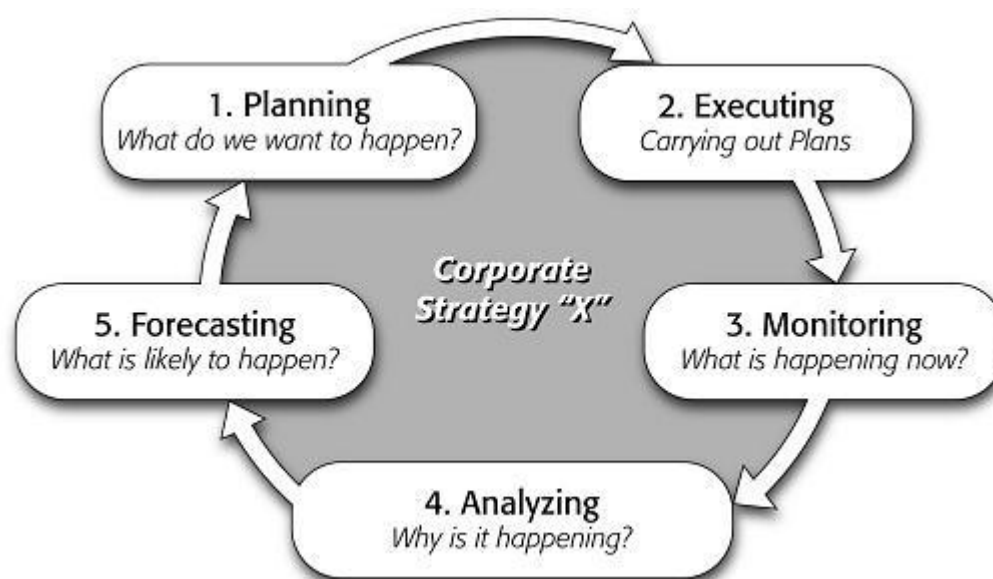 1. Planning
What do we want to happen?
2. Executing
Carrying out Plans
Corporate
Strategy “X”
5. Forecasting
What is likely to happen?
3. Monitoring
What is happening now?
4. Analyzing
Why is it happening?